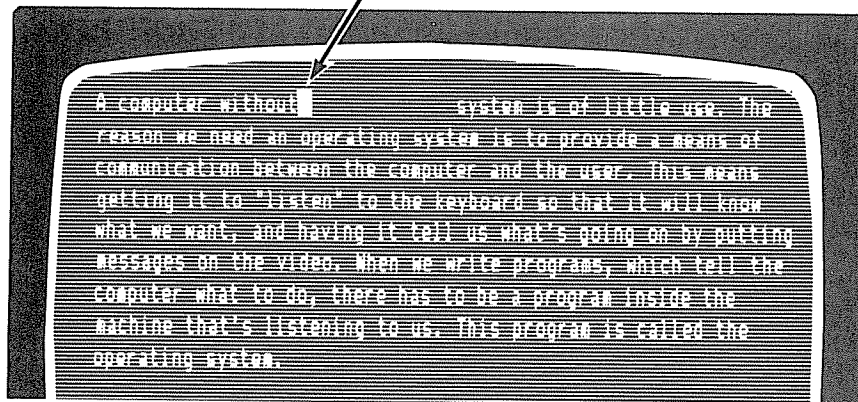 A computer without system is of little use. The
reason we need an operating system is to provide a means of
communication between the computer and the user. This means
getting it to "listen" to the keyboard so that it will know
what we want, and having it tell us what's going on by putting
messages on the video. When we write programs, which tell the
computer what to do, there has to be a program inside the
machine that's listening to us. This program is called the
operating system.